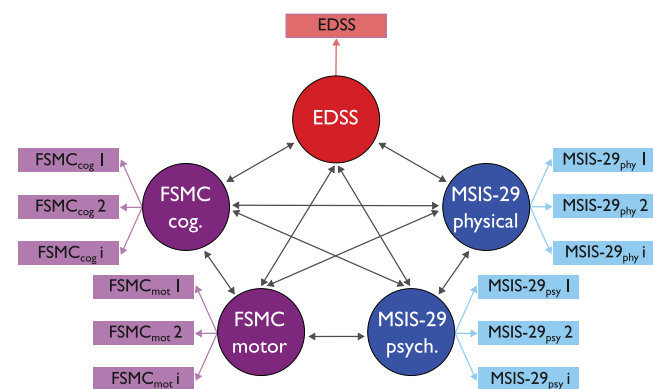 EDSS
EDSS
FSMCcog 1
FSMCcog 2
FSMCcog i
FSMC
cog.
MSIS-29
physical
MSIS-29phy 1
MSIS-29phy 2
MSIS-29phy i
FSMCmot 1
FSMCmot 2
FSMCmot i
FSMC
motor
MSIS-29
psych.
MSIS-29psy 1
MSIS-29psy 2
MSIS-29psy i